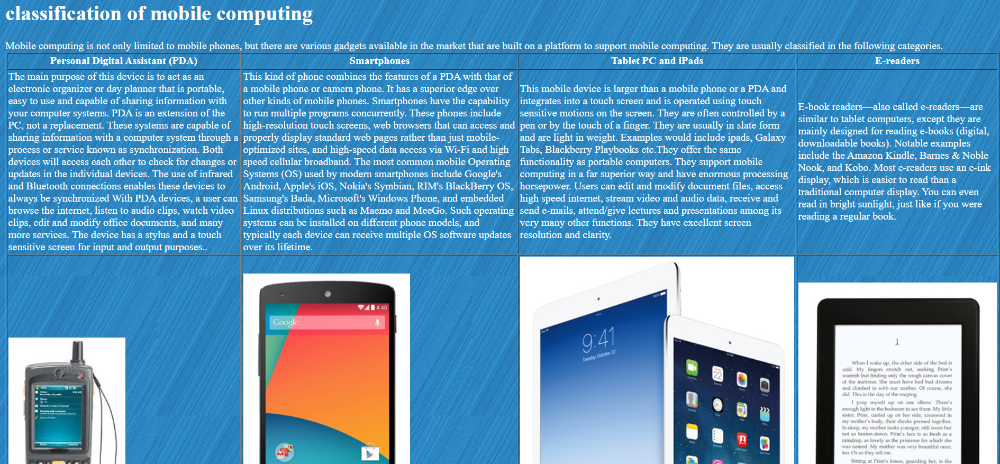 classification of mobile computing
Mobile computing is not only limited to mobile phones, but there are various gadgets available in the market that are built on a platform to support mobile computing. They are usually classified in the following categories.
Personal Digital Assistant (PDA)
Smartphones
Tablet PC and iPads
E-readers
The main purpose of this device is to act as an
electronic organizer or day planner that is portable,
easy to use and capable of sharing information with
your computer systems. PDA is an extension of the
PC, not a replacement. These systems are capable of
sharing information with a computer system through a
process or service known as synchronization. Both
devices will access each other to check for changes or
updates in the individual devices. The use of infrared
and Bluetooth connections enables these devices to
always be synchronized With PDA devices, a user can
browse the internet, listen to audio clips, watch video
clips, edit and modify office documents, and many
more services. The device has a stylus and a touch
sensitive screen for input and output purposes..
This kind of phone combines the features of a PDA with that of
a mobile phone or camera phone. It has a superior edge over
other kinds of mobile phones. Smartphones have the capability
to run multiple programs concurrently. These phones include
high-resolution touch screens, web browsers that can access and
properly display standard web pages rather than just mobile-
optimized sites, and high-speed data access via Wi-Fi and high
speed cellular broadband. The most common mobile Operating
Systems (OS) used by modern smartphones include Google's
Android, Apple's iOS, Nokia's Symbian, RIM's BlackBerry OS,
Samsung's Bada, Microsoft's Windows Phone, and embedded
Linux distributions such as Maemo and MeeGo. Such operating
systems can be installed on different phone models, and
typically each device can receive multiple OS software updates
over its lifetime.
This mobile device is larger than a mobile phone or a PDA and
integrates into a touch screen and is operated using touch
sensitive motions on the screen. They are often controlled by a
pen or by the touch of a finger. They are usually in slate form
and are light in weight. Examples would include ipads, Galaxy
Tabs, Blackberry Playbooks etc.They offer the same
functionality as portable computers. They support mobile
computing in a far superior way and have enormous processing
horsepower. Users can edit and modify document files, access
high speed internet, stream video and audio data, receive and
send e-mails, attend/give lectures and presentations among its
very many other functions. They have excellent screen
resolution and clarity.
E-book readers—also called e-readers—are
similar to tablet computers, except they are
mainly designed for reading e-books (digital,
downloadable books). Notable examples
include the Amazon Kindle, Barnes & Noble
Nook, and Kobo. Most e-readers use an e-ink
display, which is easier to read than a
traditional computer display. You can even
read in bright sunlight, just like if you were
reading a regular book.
4:40
Google
9:41
Tuesday, October 22
100%
iPad
Tuesday
22
1
When I wake up, the other side of the bed is
cold. My fingers stretch out, seeking Prim's
warmth but finding only the rough canvas cover
of the mattress. She must have had bad dreams
and climbed in with our mother. Of course, she
did. This is the day of the reaping.
I prop myself up on one elbow. There's
enough light in the bedroom to see them. My little
sister, Prim, curled up on her side, cocooned in
my mother's body, their cheeks pressed together.
In sleep, my mother looks younger, still worn but
not so beaten-down. Prim's face is as fresh as a
raindrop, as lovely as the primrose for which she
was named. My mother was very beautiful once,
too. Or so they tell me.
Sitting at Prim's knees, guarding her, is the